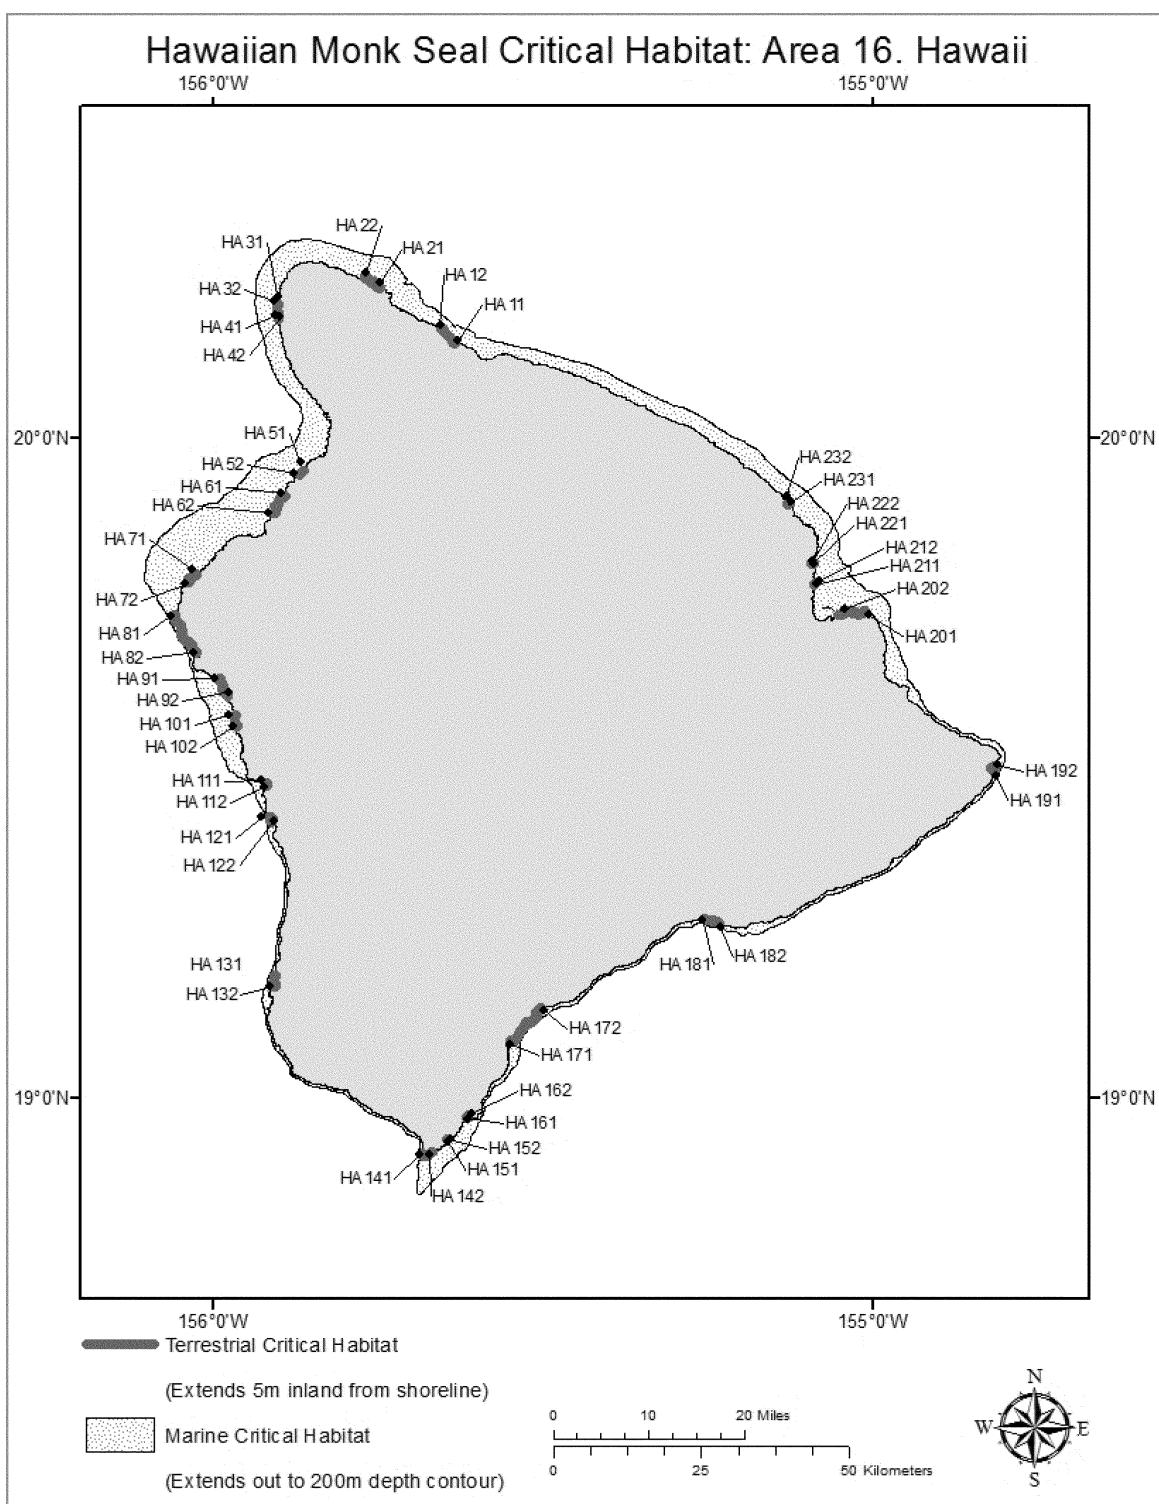 Hawaiian Monk Seal Critical Habitat: Area 16. Hawaii
156°0'W 155°0'W
HA 22
HA 31
HA 21
HA 12
HA 32
HA 11
HA 41
HA 42
HA 51
20°0'N 20°0'N
HA 52
HA 232
HA 61
HA 231
HA 62
HA 222
HA 221
HA 71
HA 212
HA 211
HA 202
HA 72
HA 81
HA 201
HA 82
HA 91
HA 92
HA 101
HA 102
HA 192
HA 111
HA 112
HA 191
HA 121
HA 122
HA 182
HA 181
HA 131
HA 132
HA 172
HA 171
HA 162
19°0'N 19°0'N
HA 161
HA 152
HA 151
HA 141
HA 142
156°0'W 155°0'W
Terrestrial Critical Habitat
(Extends 5m inland from shoreline)
Marine Critical Habitat
(Extends out to 200m depth contour)
0 10 20 Miles
0 25 50 Kilometers
N
W E
S